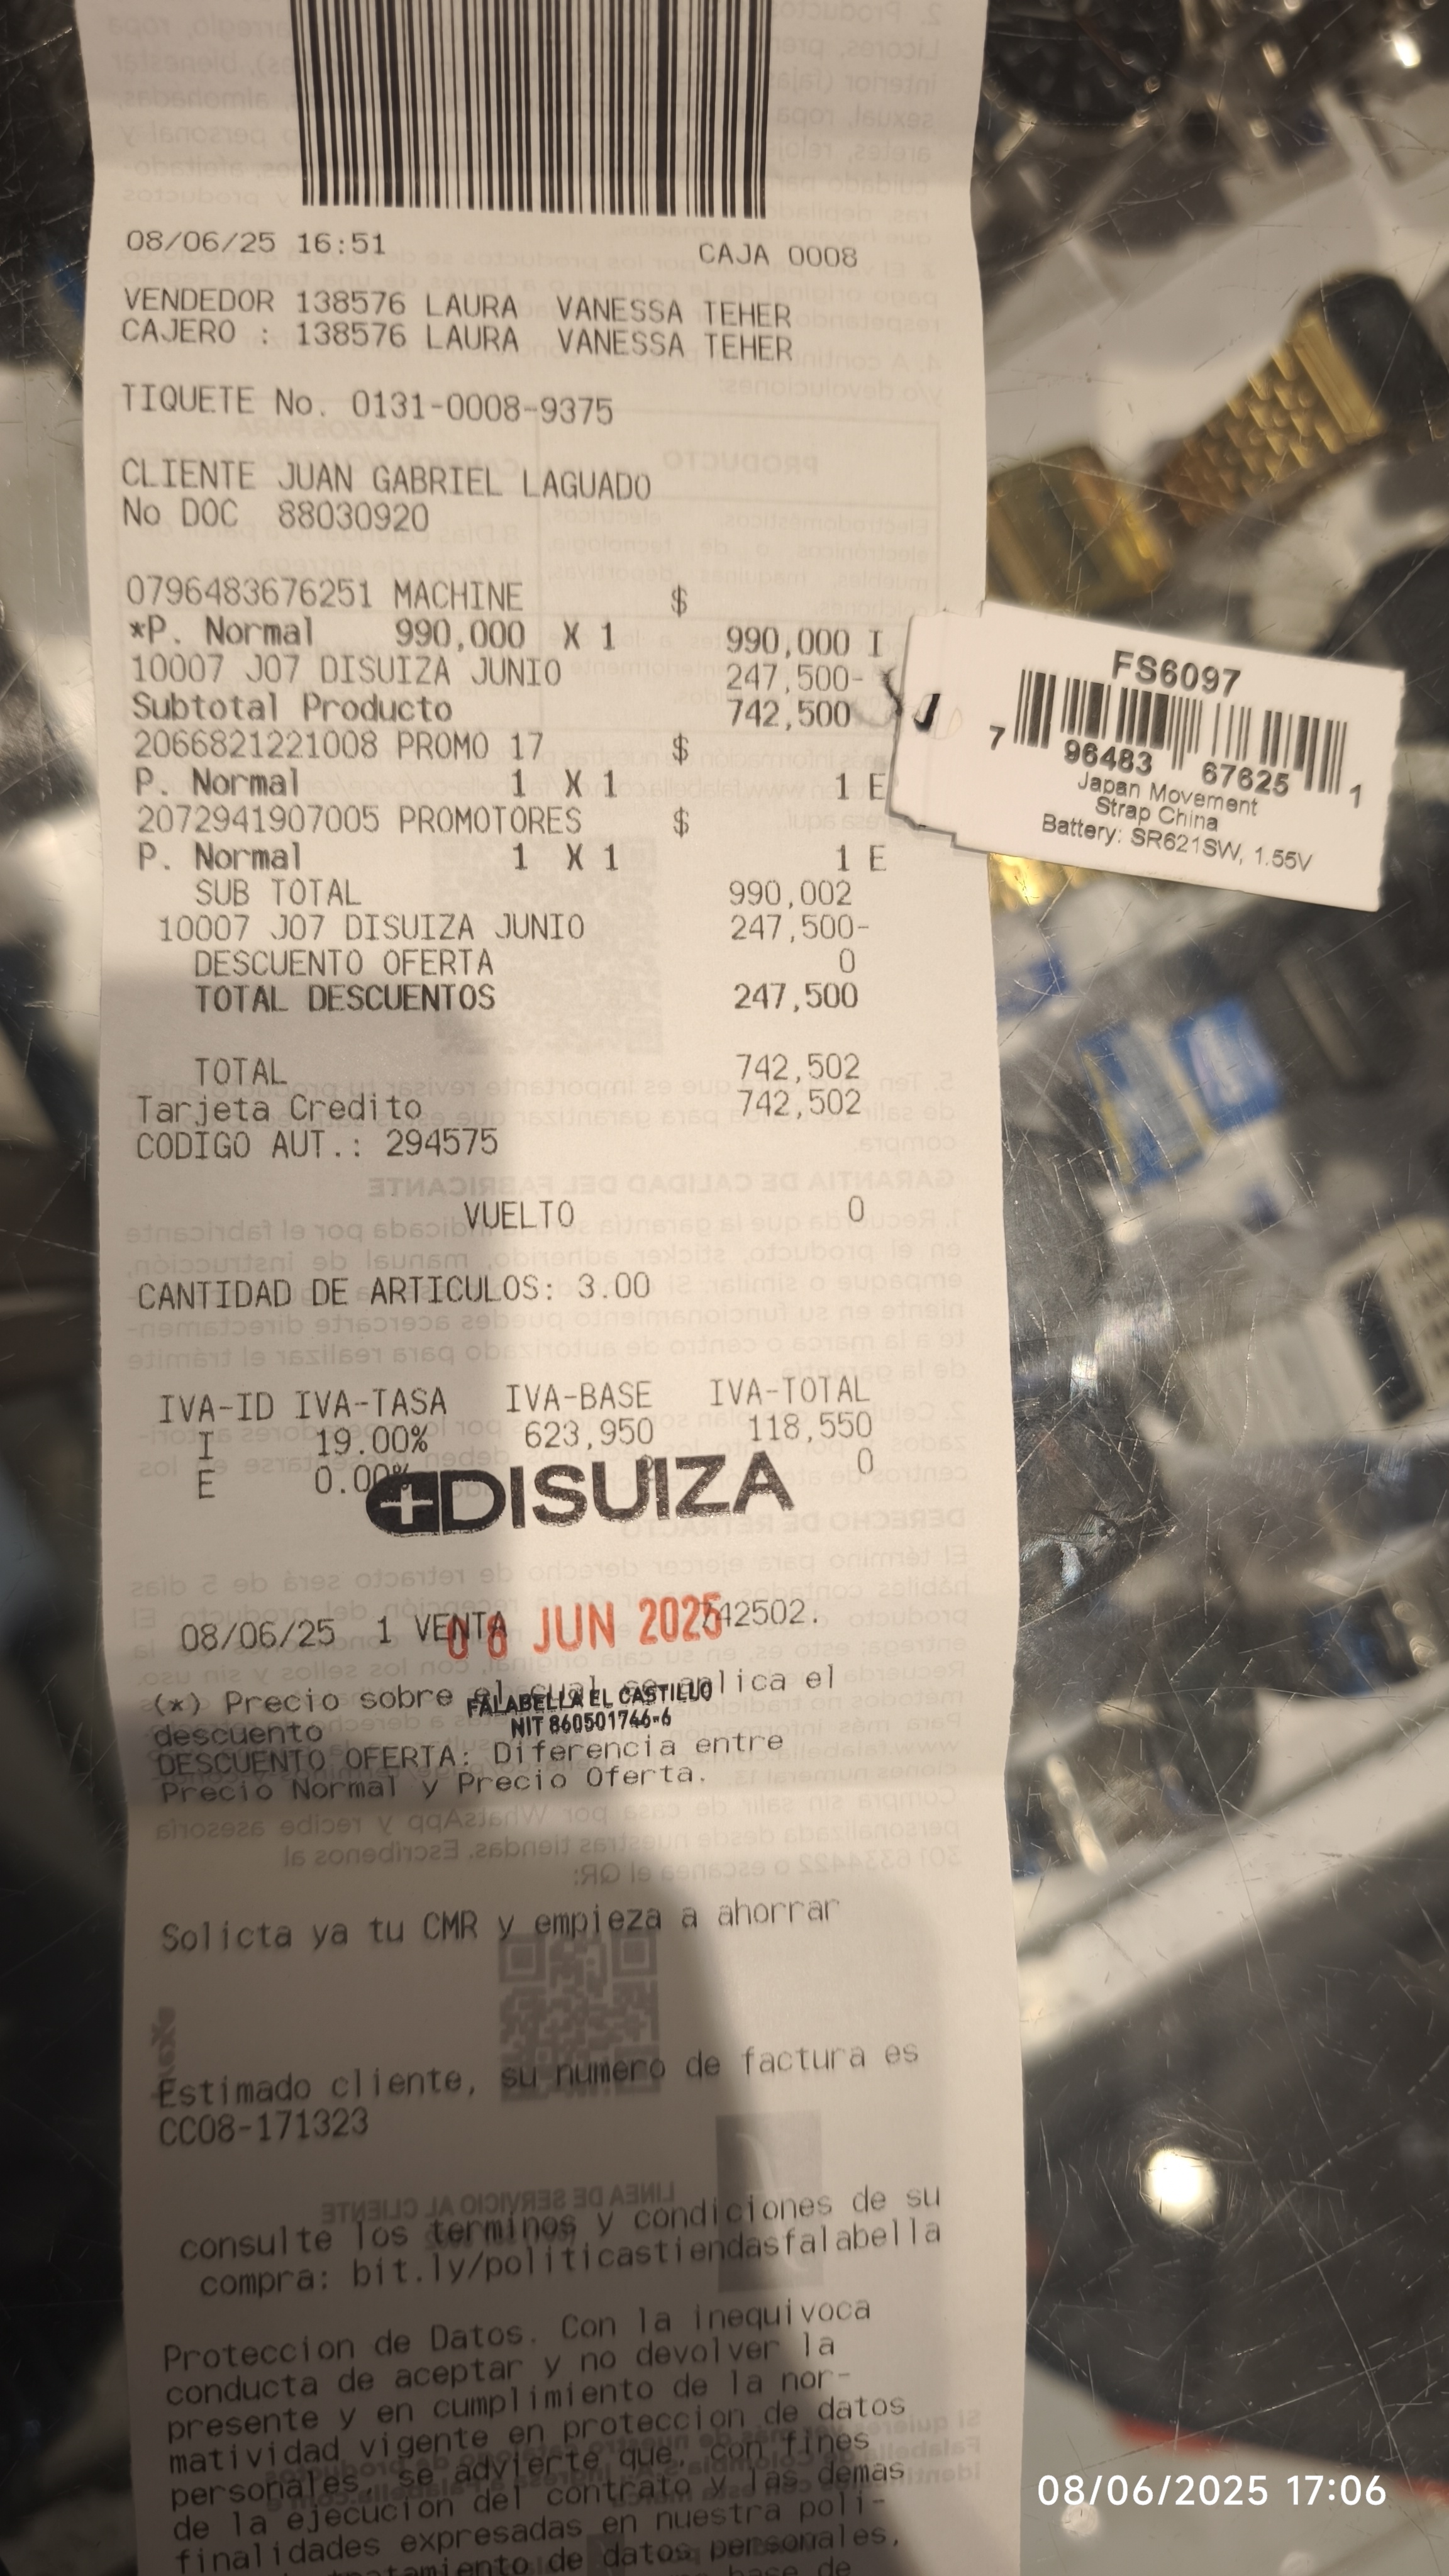 08/06/25 16:51 CAJA 0008
VENDEDOR 138576 LAURA VANESSA TEHER
CAJERO : 138576 LAURA VANESSA TEHER
TIQUETE No. 0131-0008-9375
CLIENTE JUAN GABRIEL LAGUADO
No DOC 88030920
0796483676251 MACHINE $
*P. Normal 990,000 X 1 990,000 I
10007 J07 DISUIZA JUNIO 247,500-
Subtotal Producto 742,500
2066821221008 PROMO 17 $
P. Normal 1 X 1 1 E
2072941907005 PROMOTORES $
P. Normal 1 X 1 1 E
SUB TOTAL 990,002
10007 J07 DISUIZA JUNIO 247,500-
DESCUENTO OFERTA 0
TOTAL DESCUENTOS 247,500
TOTAL 742,502
Tarjeta Credito 742,502
CODIGO AUT.: 294575
VUELTO 0
CANTIDAD DE ARTICULOS: 3.00
IVA-ID IVA-TASA IVA-BASE IVA-TOTAL
I 19.00% 623,950 118,550
E 0.00% 0
DISUIZA
08/06/25 1 VENTA 742502.
08 JUN 2025
(*) Precio sobre el cual se aplica el
FALABELLA EL CASTILLO
NIT 860501746-6
descuento
DESCUENTO OFERTA: Diferencia entre
Precio Normal y Precio Oferta.
Solicta ya tu CMR y empieza a ahorrar
Estimado cliente, su numero de factura es
CC08-171323
consulte los terminos y condiciones de su
compra: bit.ly/politicastiendasfalabella
Proteccion de Datos. Con la inequivoca
conducta de aceptar y no devolver la
presente y en cumplimiento de la nor-
matividad vigente en proteccion de datos
personales, se advierte que, con fines
de la ejecucion del contrato y las demas
finalidades expresadas en nuestra poli-
de datos personales,
base de
FS6097
7 96483 67625 1
Japan Movement
Strap China
Battery: SR621SW, 1.55V
08/06/2025 17:06